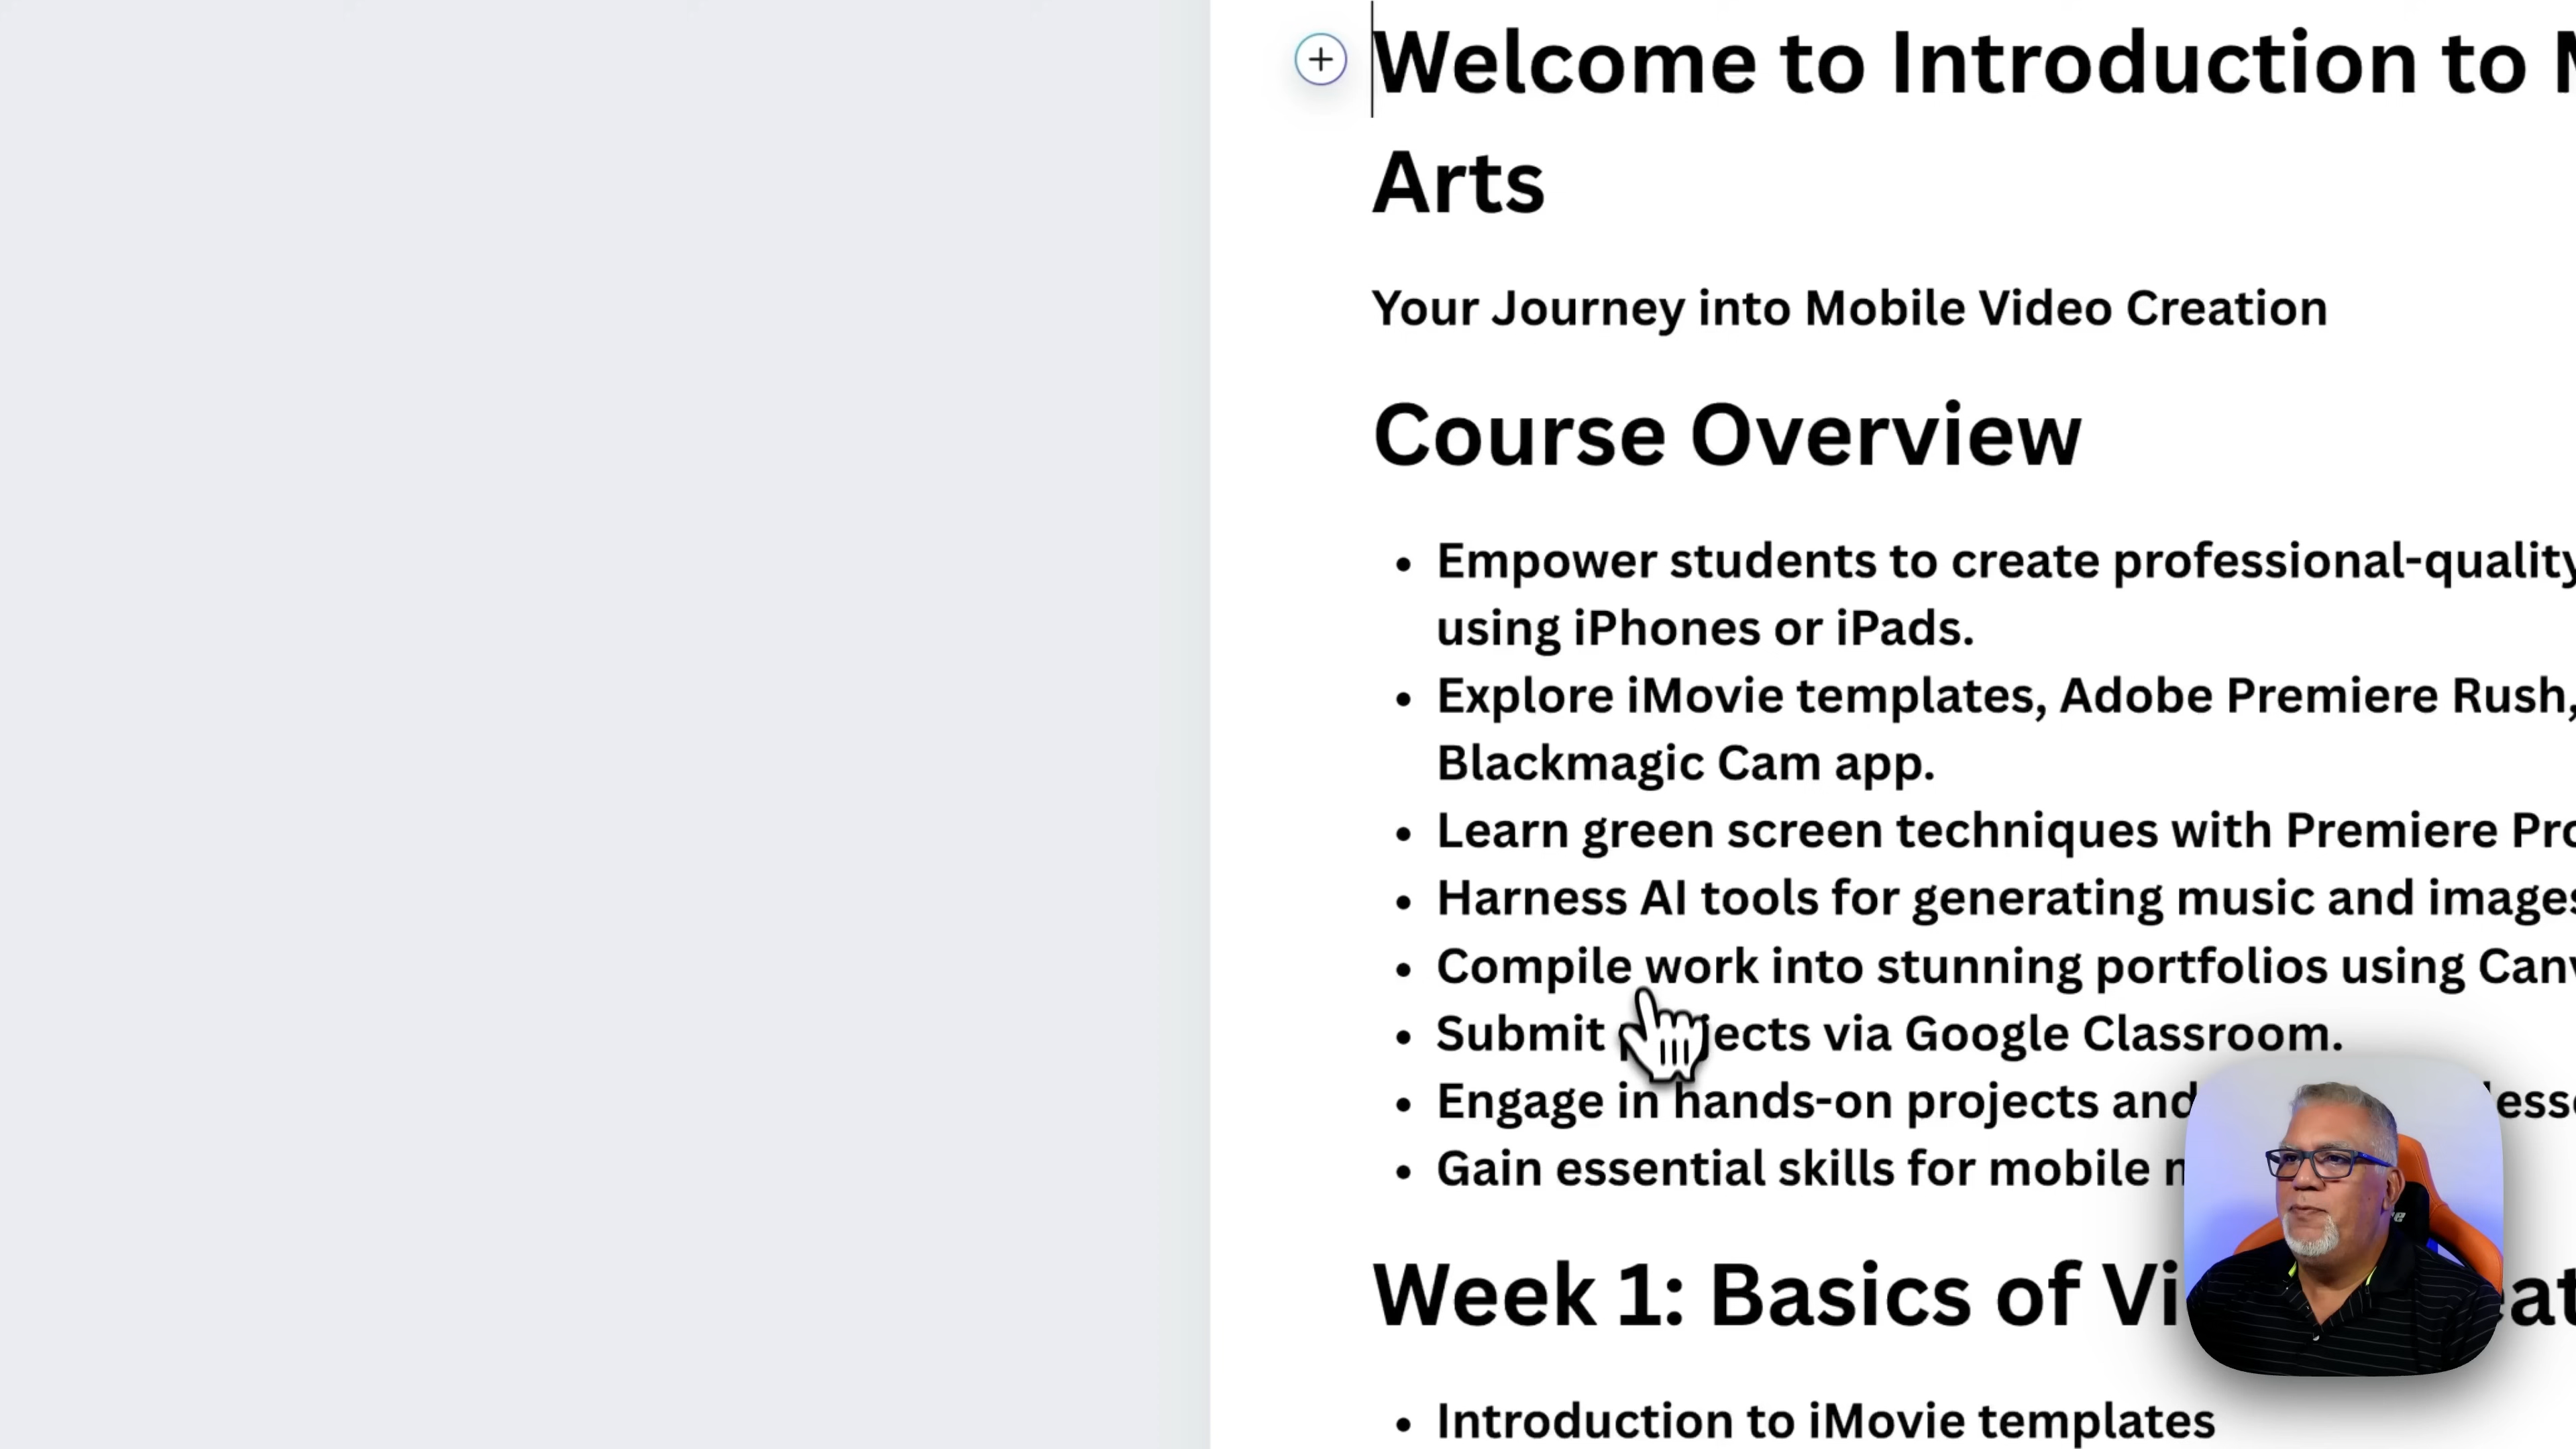 Welcome to Introduction to
Arts
Your Journey into Mobile Video Creation
Course Overview
• Empower students to create professional-quality
using iPhones or iPads.
• Explore iMovie templates, Adobe Premiere Rush,
Blackmagic Cam app.
• Learn green screen techniques with Premiere
• Harness AI tools for generating music and images
• Compile work into stunning portfolios using
• Submit via Google Classroom.
• Engage in hands-on projects and
• Gain essential skills for mobile
Week 1: Basics of
• Introduction to iMovie templates